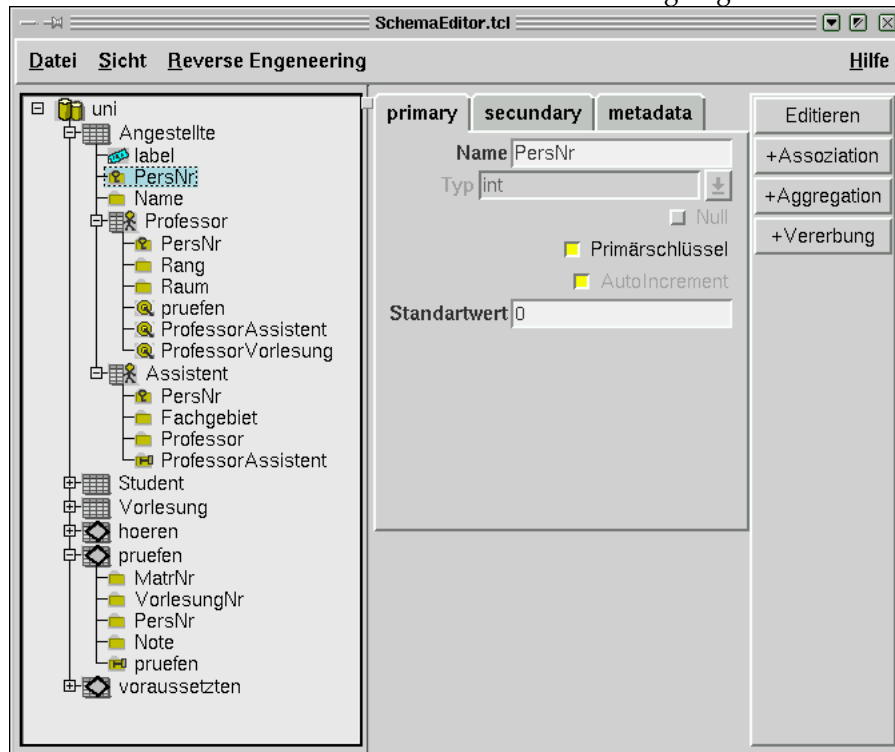 SchemaEditor.tcl
Datei Sicht Reverse Engeneering Hilfe
uni
Angestellte
label
PersNr
Name
Professor
PersNr
Rang
Raum
pruefen
ProfessorAssistent
ProfessorVorlesung
Assistent
PersNr
Fachgebiet
Professor
ProfessorAssistent
Student
Vorlesung
hoeren
pruefen
MatrNr
VorlesungNr
PersNr
Note
pruefen
voraussetzten
primary secundary metadata
Name PersNr
Typ int
Null
Primärschlüssel
AutoIncrement
Standartwert 0
Editieren
+Assoziation
+Aggregation
+Vererbung